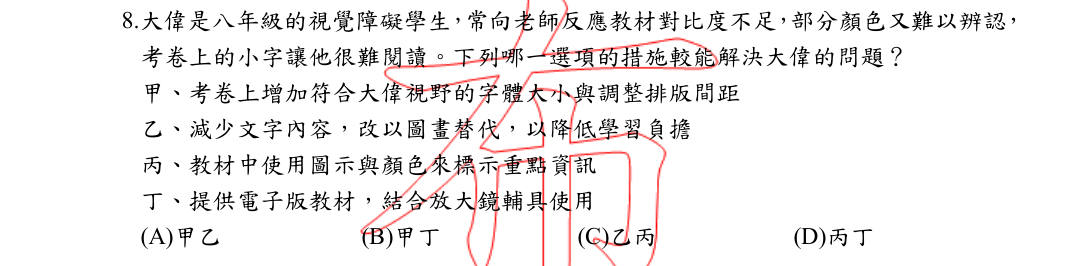 8.大偉是八年級的視覺障礙學生，常向老師反應教材對比度不足，部分顏色又難以辨認，
考卷上的小字讓他很難閱讀。下列哪一選項的措施較能解決大偉的問題？
甲、考卷上增加符合大偉視野的字體大小與調整排版間距
乙、減少文字內容，改以圖畫替代，以降低學習負擔
丙、教材中使用圖示與顏色來標示重點資訊
丁、提供電子版教材，結合放大鏡輔具使用
(A)甲乙 (B)甲丁 (C)乙丙 (D)丙丁
布